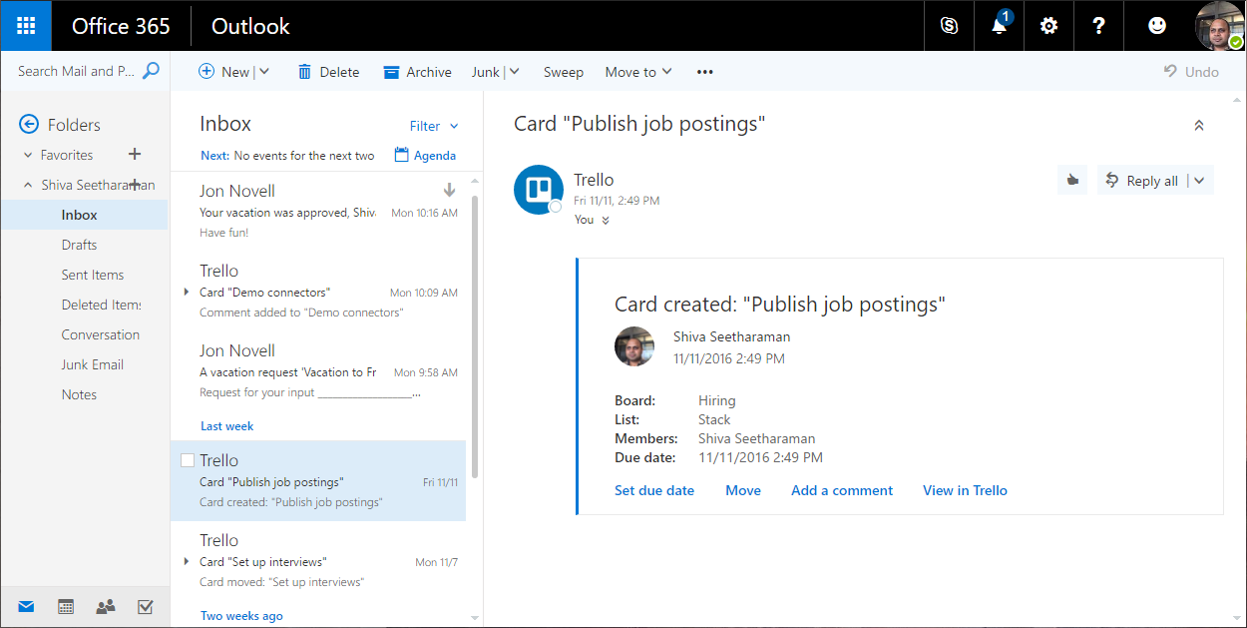 Office 365 Outlook 1
Search Mail and P... New Delete Archive Junk Sweep Move to ••• Undo
Folders
Favorites
Shiva Seetharaman
Inbox
Drafts
Sent Items
Deleted Items
Conversation
Junk Email
Notes
Inbox Filter
Next: No events for the next two Agenda
Jon Novell
Your vacation was approved, Shiva Mon 10:16 AM
Have fun!
Trello
Card "Demo connectors" Mon 10:09 AM
Comment added to "Demo connectors"
Jon Novell
A vacation request 'Vacation to Fr Mon 9:58 AM
Request for your input ___________________...
Last week
Trello
Card "Publish job postings" Fri 11/11
Card created: "Publish job postings"
Trello
Card "Set up interviews" Mon 11/7
Card moved: "Set up interviews"
Two weeks ago
Card "Publish job postings"
Trello
Fri 11/11, 2:49 PM
You
Reply all
Card created: "Publish job postings"
Shiva Seetharaman
11/11/2016 2:49 PM
Board: Hiring
List: Stack
Members: Shiva Seetharaman
Due date: 11/11/2016 2:49 PM
Set due date Move Add a comment View in Trello